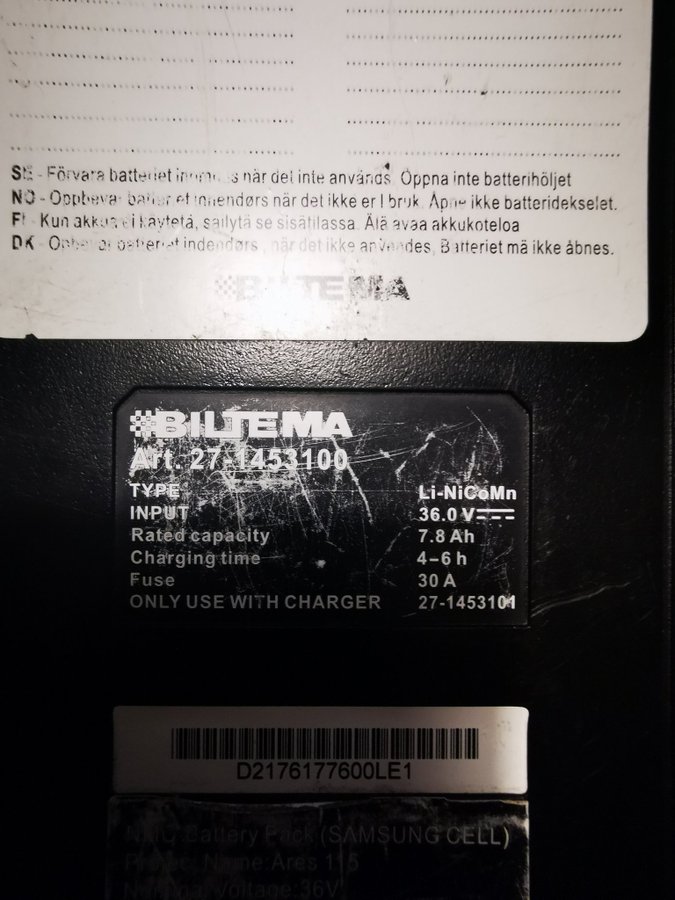 SE - Förvara batteriet inomhus när det inte används. Öppna inte batterihöljet
NO - Oppbevar batteriet innendørs når det ikke er I bruk. Åpne ikke batteridekselet.
FI - Kun akkua ei käytetä, säilytä se sisätilassa. Älä avaa akkukoteloa
DK - Opbevar batteriet indendørs, når det ikke anvendes, Batteriet må ikke åbnes.
BILTEMA
BILTEMA
Art. 27-1453100
TYPE Li-NiCoMn
INPUT 36.0 V
Rated capacity 7.8 Ah
Charging time 4–6 h
Fuse 30 A
ONLY USE WITH CHARGER 27-1453101
D2176177600LE1
Battery Pack (SAMSUNG CELL)
Project Name: Ares 115
Nominal Voltage: 36V